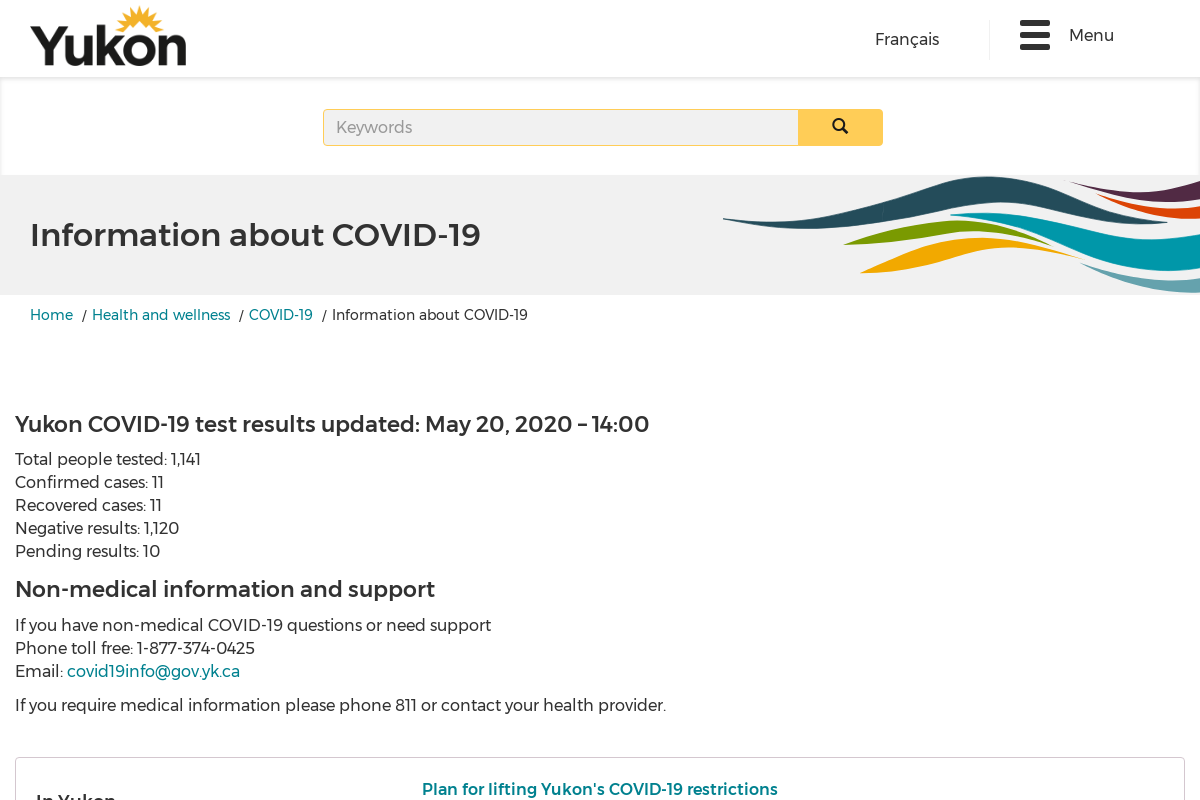 Yukon
Français
Menu
Keywords
Information about COVID-19
Home / Health and wellness / COVID-19 / Information about COVID-19
Yukon COVID-19 test results updated: May 20, 2020 – 14:00
Total people tested: 1,141
Confirmed cases: 11
Recovered cases: 11
Negative results: 1,120
Pending results: 10
Non-medical information and support
If you have non-medical COVID-19 questions or need support
Phone toll free: 1-877-374-0425
Email: covid19info@gov.yk.ca
If you require medical information please phone 811 or contact your health provider.
Plan for lifting Yukon's COVID-19 restrictions
In Yukon